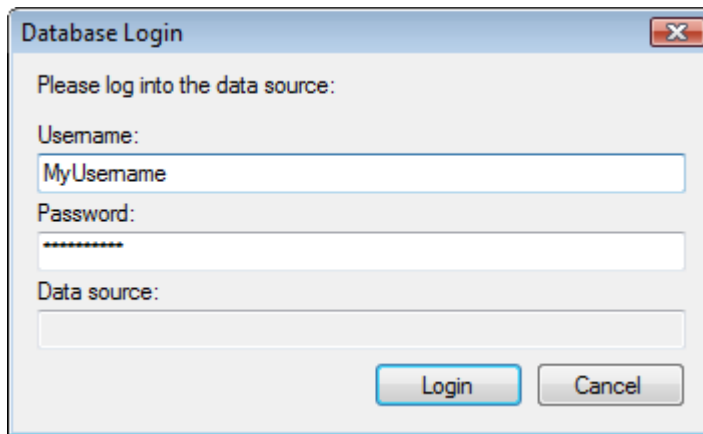 Database Login
Please log into the data source:
Username:
MyUsername
Password:
**********
Data source:
Login Cancel